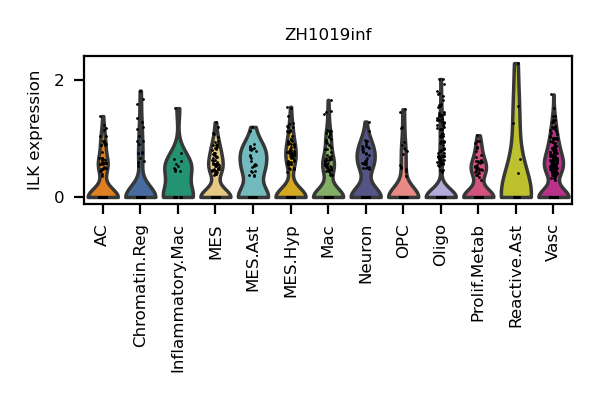 ZH1019inf
ILK expression
2
0
AC
Chromatin.Reg
Inflammatory.Mac
MES
MES.Ast
MES.Hyp
Mac
Neuron
OPC
Oligo
Prolif.Metab
Reactive.Ast
Vasc